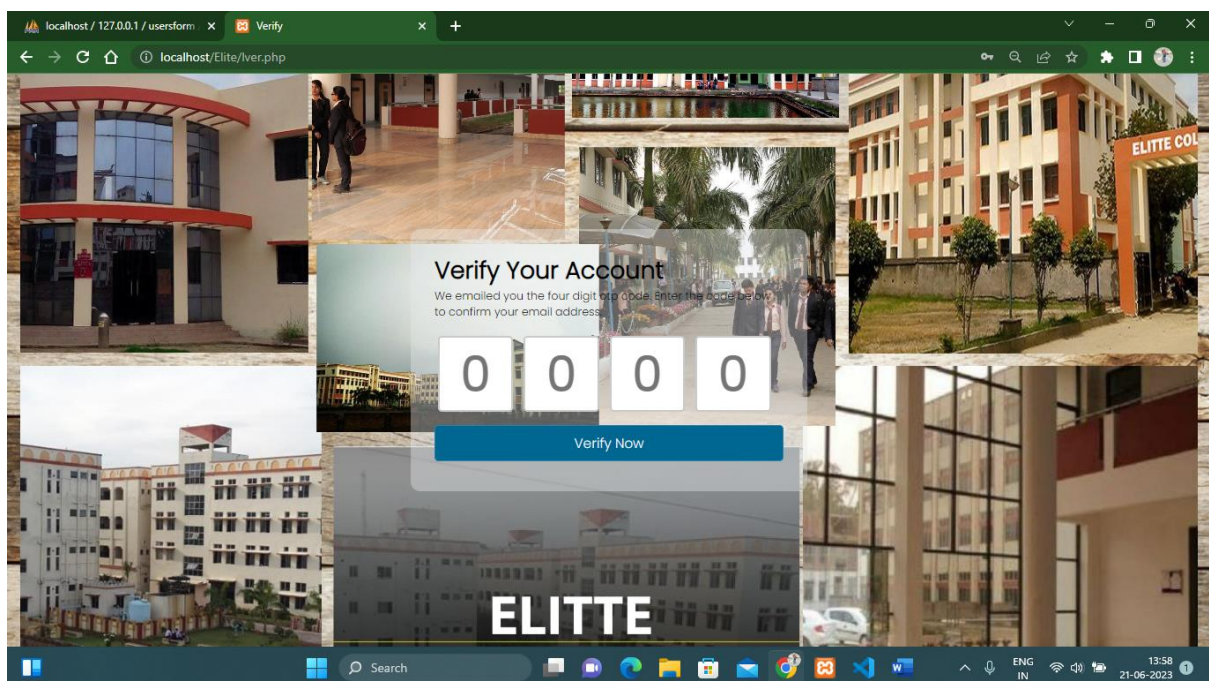 localhost / 127.0.0.1 / usersform
Verify
localhost/Elite/lver.php
ELITTE COL
Verify Your Account
We emailed you the four digit otp code. Enter the code below
to confirm your email address
0 0 0 0
Verify Now
ELITTE
Search
ENG
IN
13:58
21-06-2023
1